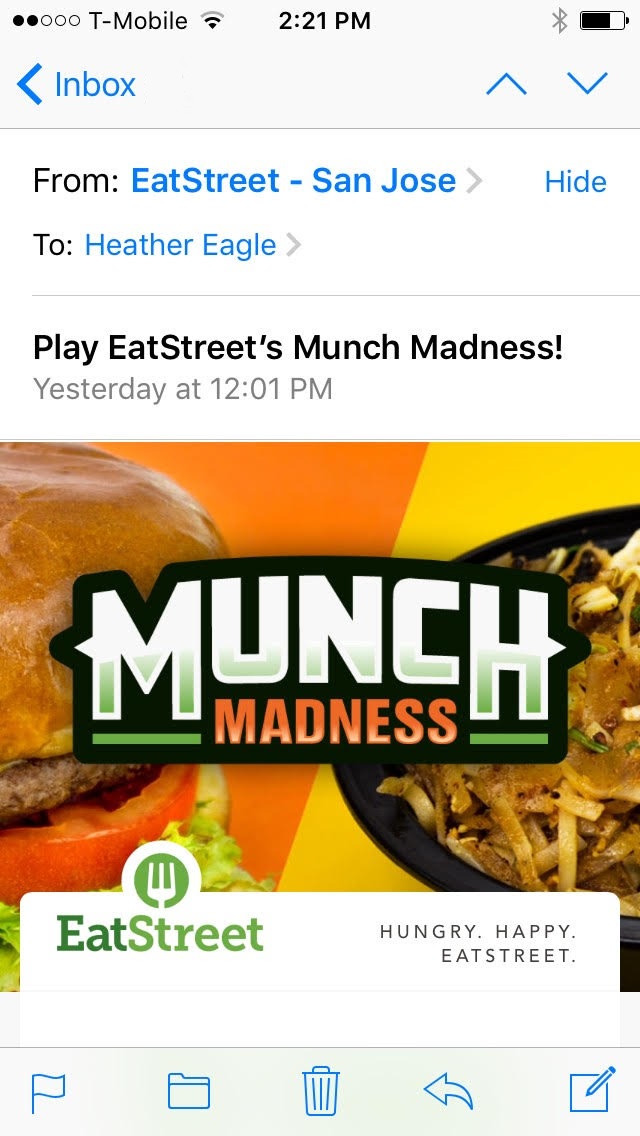 T-Mobile 2:21 PM
Inbox
From: EatStreet - San Jose Hide
To: Heather Eagle
Play EatStreet’s Munch Madness!
Yesterday at 12:01 PM
MUNCH
MADNESS
EatStreet
HUNGRY. HAPPY.
EATSTREET.